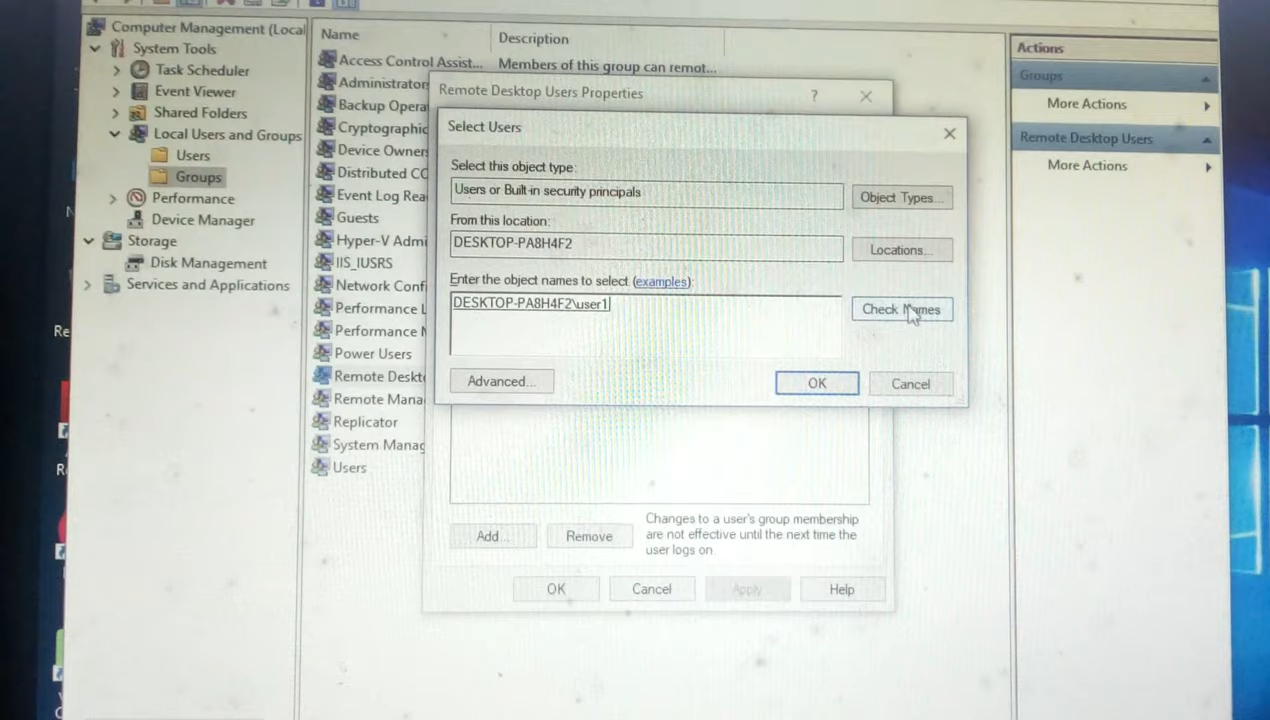 Computer Management (Local
System Tools
Task Scheduler
Event Viewer
Shared Folders
Local Users and Groups
Users
Groups
Performance
Device Manager
Storage
Disk Management
Services and Applications
Name
Description
Access Control Assist...
Members of this group can remot...
Administrator
Backup Opera
Cryptographic
Device Owner
Distributed CO
Event Log Rea
Guests
Hyper-V Admi
IIS_IUSRS
Network Conf
Performance L
Performance
Power Users
Remote Deskt
Remote Mana
Replicator
System Manag
Users
Remote Desktop Users Properties
?
Select Users
Select this object type:
Users or Built-in security principals
Object Types...
From this location:
DESKTOP-PA8H4F2
Locations...
Enter the object names to select (examples):
DESKTOP-PA8H4F2\user1
Check Names
Advanced...
OK
Cancel
Add...
Remove
Changes to a user's group membership
are not effective until the next time the
user logs on.
OK
Cancel
Apply
Help
Actions
Groups
More Actions
Remote Desktop Users
More Actions
Re
R